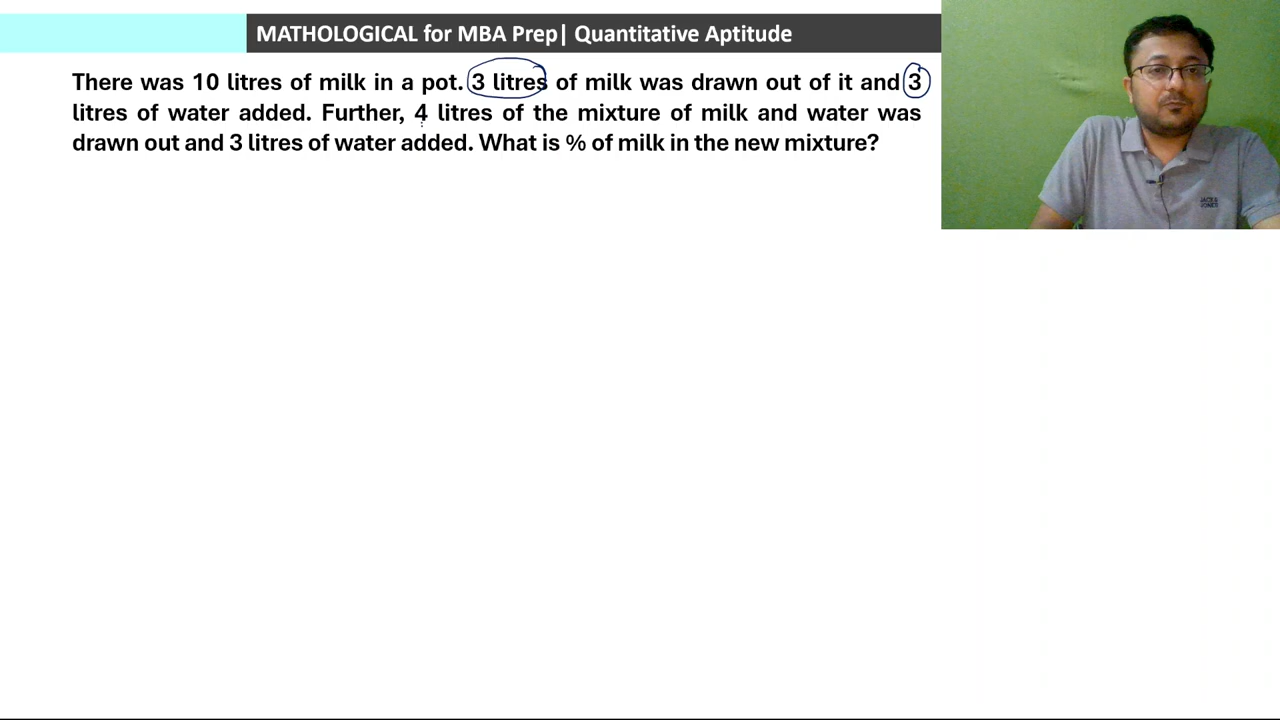 MATHOLOGICAL for MBA Prep| Quantitative Aptitude
There was 10 litres of milk in a pot. 3 litres of milk was drawn out of it and 3
litres of water added. Further, 4 litres of the mixture of milk and water was
drawn out and 3 litres of water added. What is % of milk in the new mixture?
JACK&
JONES